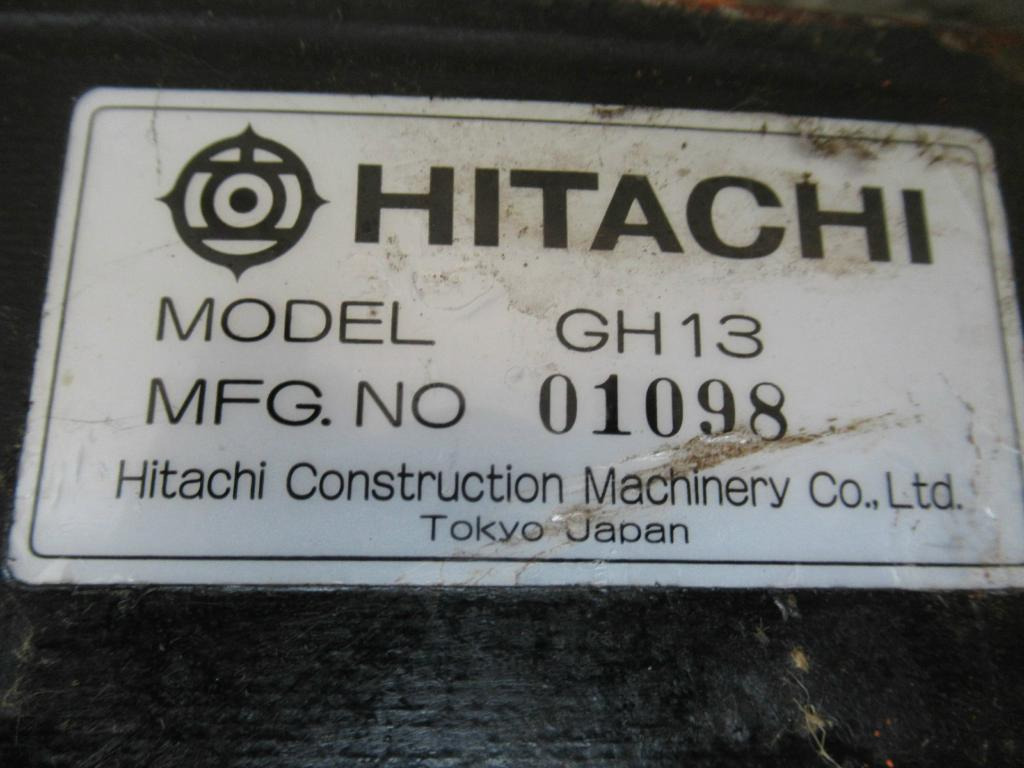 HITACHI
MODEL GH13
MFG. NO 01098
Hitachi Construction Machinery Co., Ltd.
Tokyo Japan